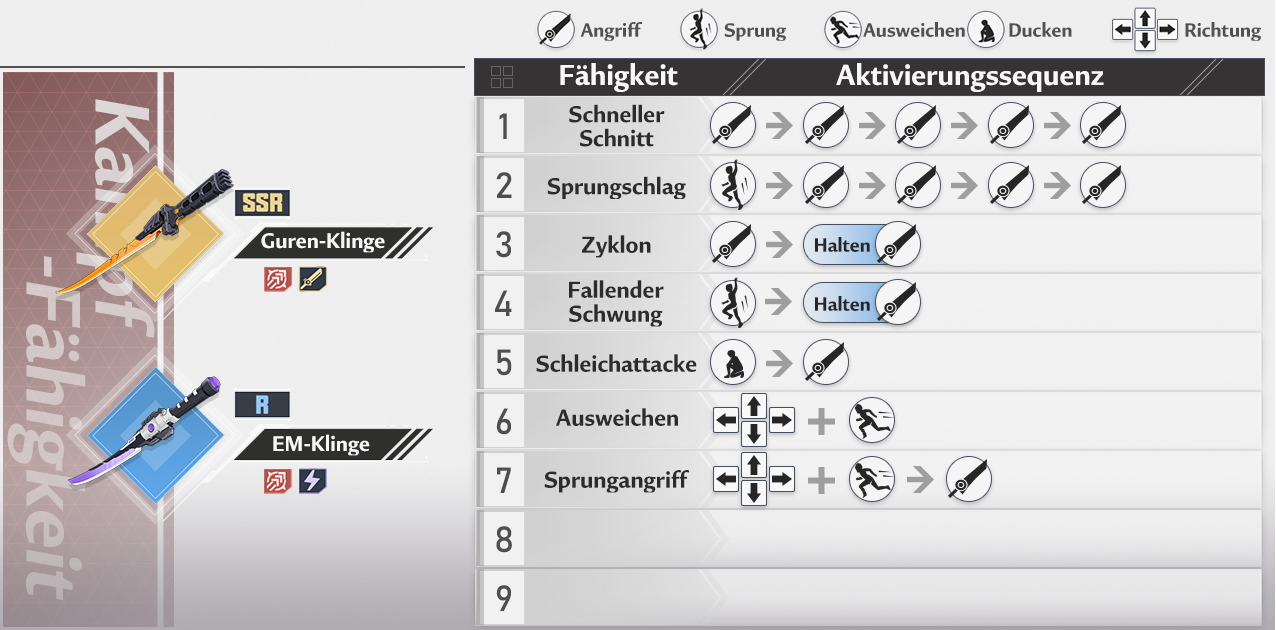 Angriff Sprung Ausweichen Ducken Richtung
Fähigkeit Aktivierungssequenz
Kampf
-Fähigkeit
SSR
Guren-Klinge
R
EM-Klinge
1 Schneller
Schnitt
2 Sprungschlag
3 Zyklon Halten
4 Fallender
Schwung Halten
5 Schleichattacke
6 Ausweichen
7 Sprungangriff
8
9